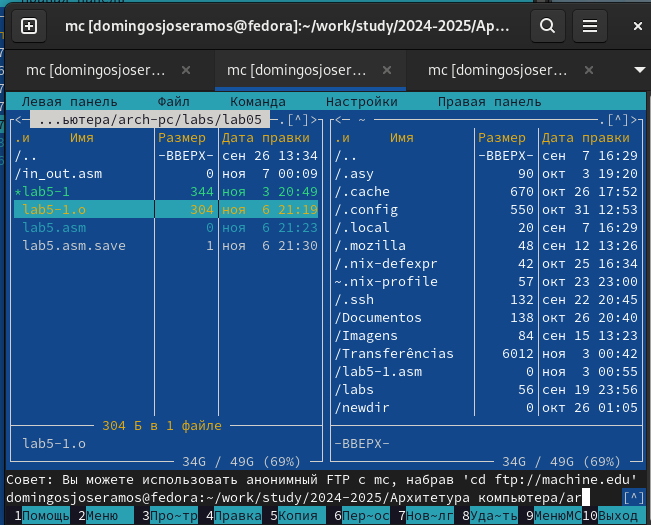 mc [domingosjoseramos@fedora]:~/work/study/2024-2025/Ар...
mc [domingosjoser... × mc [domingosjoser... × mc [domingosjoser... ×
Левая панель Файл Команда Настройки Правая панель
<─ ...ьютера/arch-pc/labs/lab05 ─.[^]> <─ ~ ─.[^]>
.и Имя Размер Дата правки .и Имя Размер Дата правки
/.. -ВВЕРХ- сен 26 13:34 /.. -ВВЕРХ- сен 7 16:29
/in_out.asm 0 ноя 7 00:09 /.asy 90 окт 3 19:20
*lab5-1 344 ноя 3 20:49 /.cache 670 окт 26 17:52
lab5-1.o 304 ноя 6 21:19 /.config 550 окт 31 12:53
lab5.asm 0 ноя 6 21:23 /.local 20 сен 7 16:29
lab5.asm.save 1 ноя 6 21:30 /.mozilla 48 сен 12 13:26
/.nix-defexpr 42 окт 25 16:34
~.nix-profile 57 окт 23 23:00
/.ssh 132 сен 22 20:45
/Documentos 138 окт 26 20:40
/Imagens 84 сен 15 13:23
/Transferências 6012 ноя 3 00:42
/lab5-1.asm 0 ноя 3 00:55
/labs 56 сен 19 23:56
/newdir 0 окт 26 01:05
304 Б в 1 файле
lab5-1.o -ВВЕРХ-
34G / 49G (69%) 34G / 49G (69%)
Совет: Вы можете использовать анонимный FTP с mc, набрав 'cd ftp://machine.edu'
domingosjoseramos@fedora:~/work/study/2024-2025/Архитетура компьютера/ar [^]
1Помощь 2Меню 3Про~тр 4Правка 5Копия 6Пер~ос 7Нов~лг 8Уда~ть 9МенюMC 10Выход